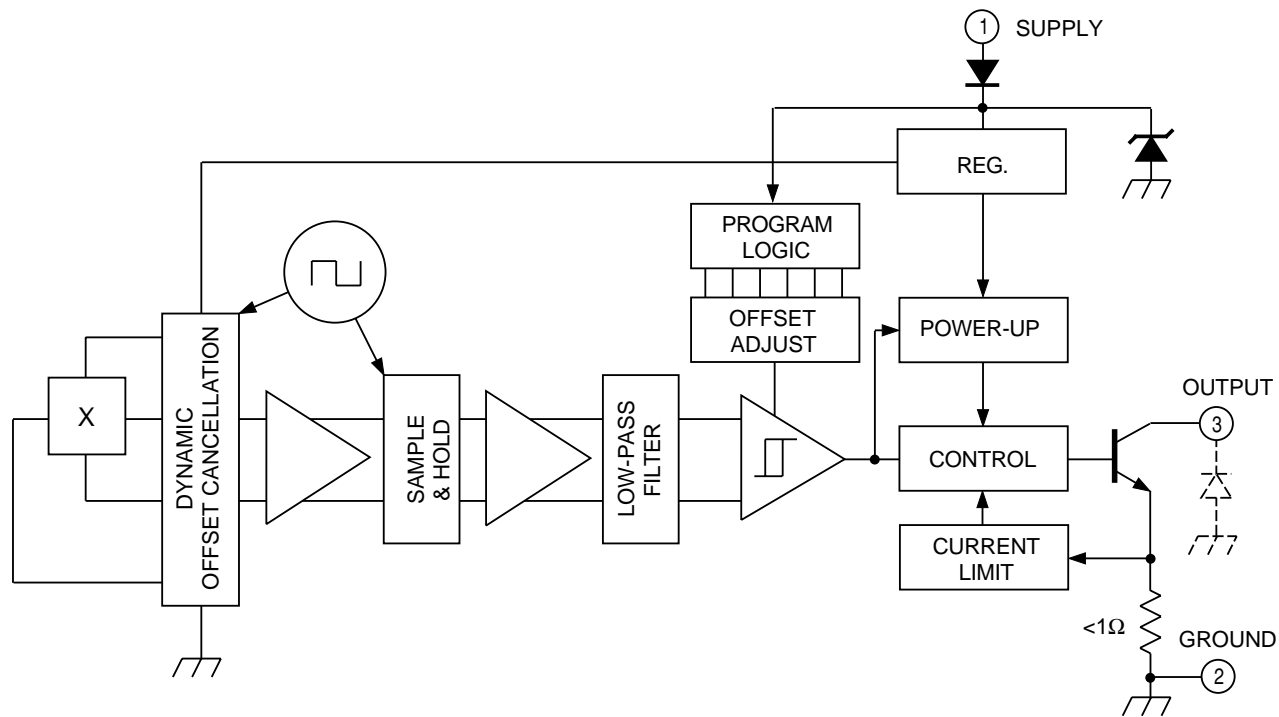 1 SUPPLY
REG.
PROGRAM
LOGIC
OFFSET
ADJUST
POWER-UP
DYNAMIC
OFFSET CANCELLATION
X
SAMPLE
& HOLD
LOW-PASS
FILTER
CONTROL
OUTPUT
3
CURRENT
LIMIT
<1Ω
GROUND
2